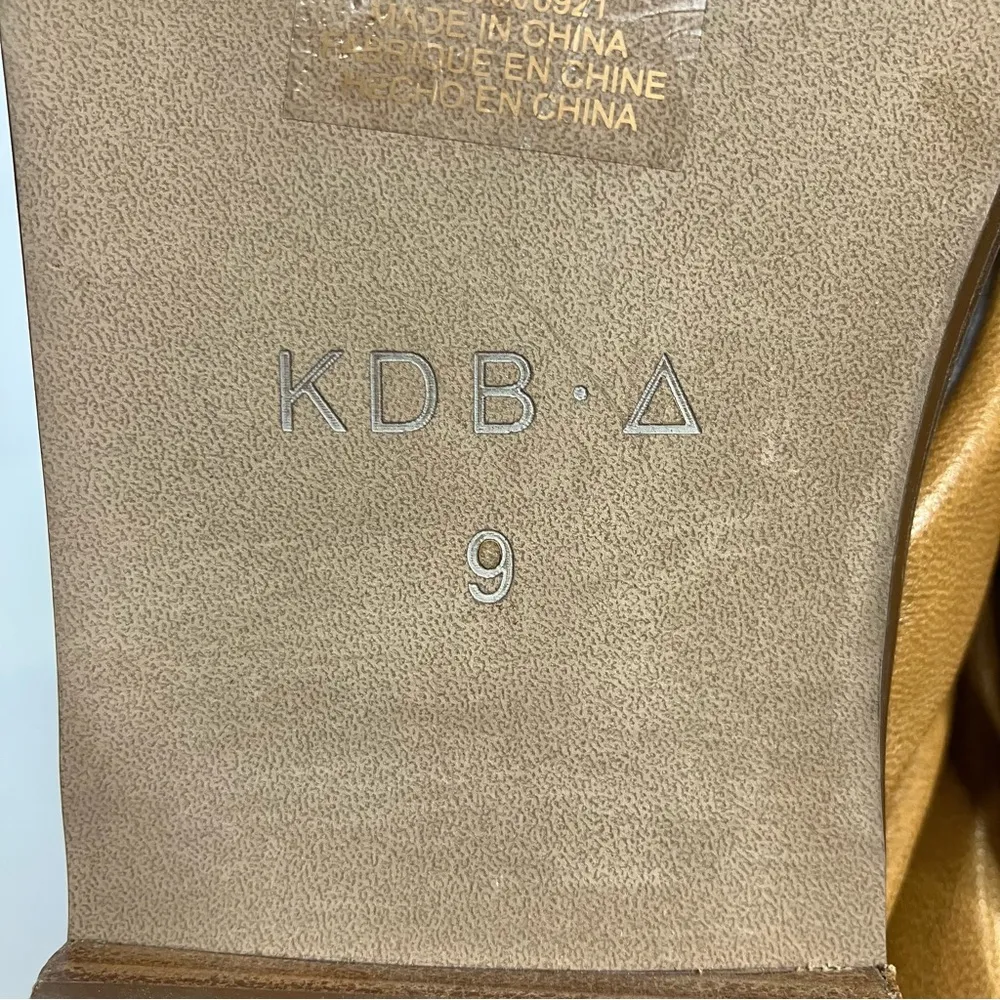 MADE IN CHINA
FABRIQUE EN CHINE
HECHO EN CHINA
KDB·Δ
9